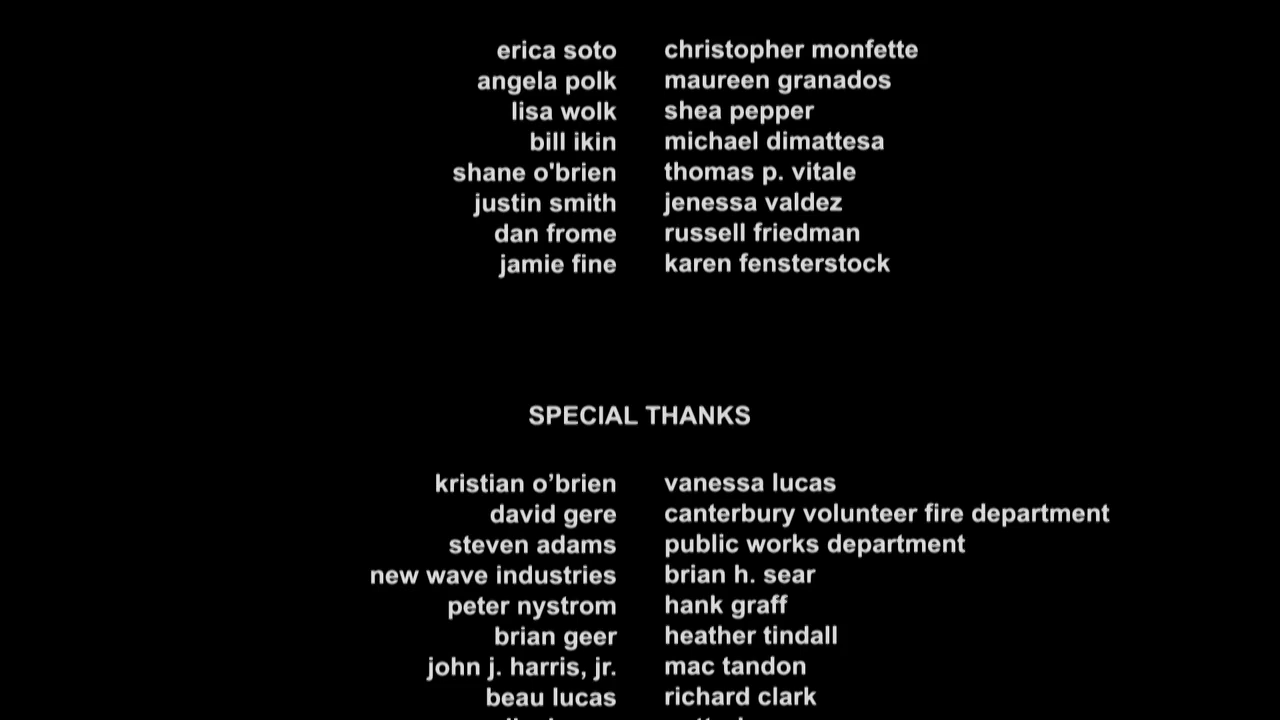 erica soto christopher monfette
angela polk maureen granados
lisa wolk shea pepper
bill ikin michael dimattesa
shane o'brien thomas p. vitale
justin smith jenessa valdez
dan frome russell friedman
jamie fine karen fensterstock
SPECIAL THANKS
kristian o’brien vanessa lucas
david gere canterbury volunteer fire department
steven adams public works department
new wave industries brian h. sear
peter nystrom hank graff
brian geer heather tindall
john j. harris, jr. mac tandon
beau lucas richard clark